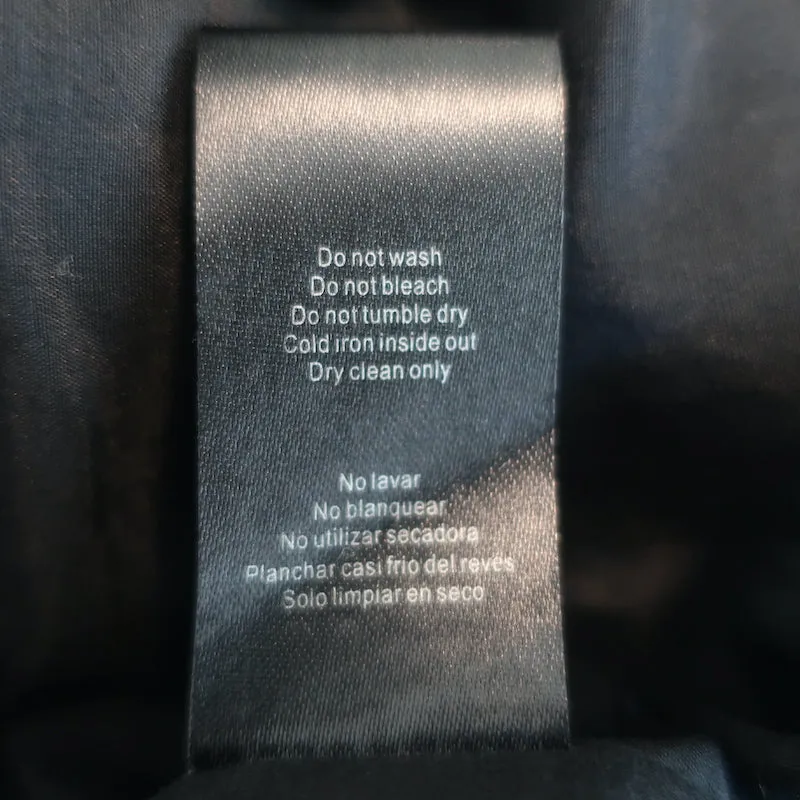 Do not wash
Do not bleach
Do not tumble dry
Cold iron inside out
Dry clean only
No lavar
No blanquear
No utilizar secadora
Planchar casi frio del revés
Solo limpiar en seco